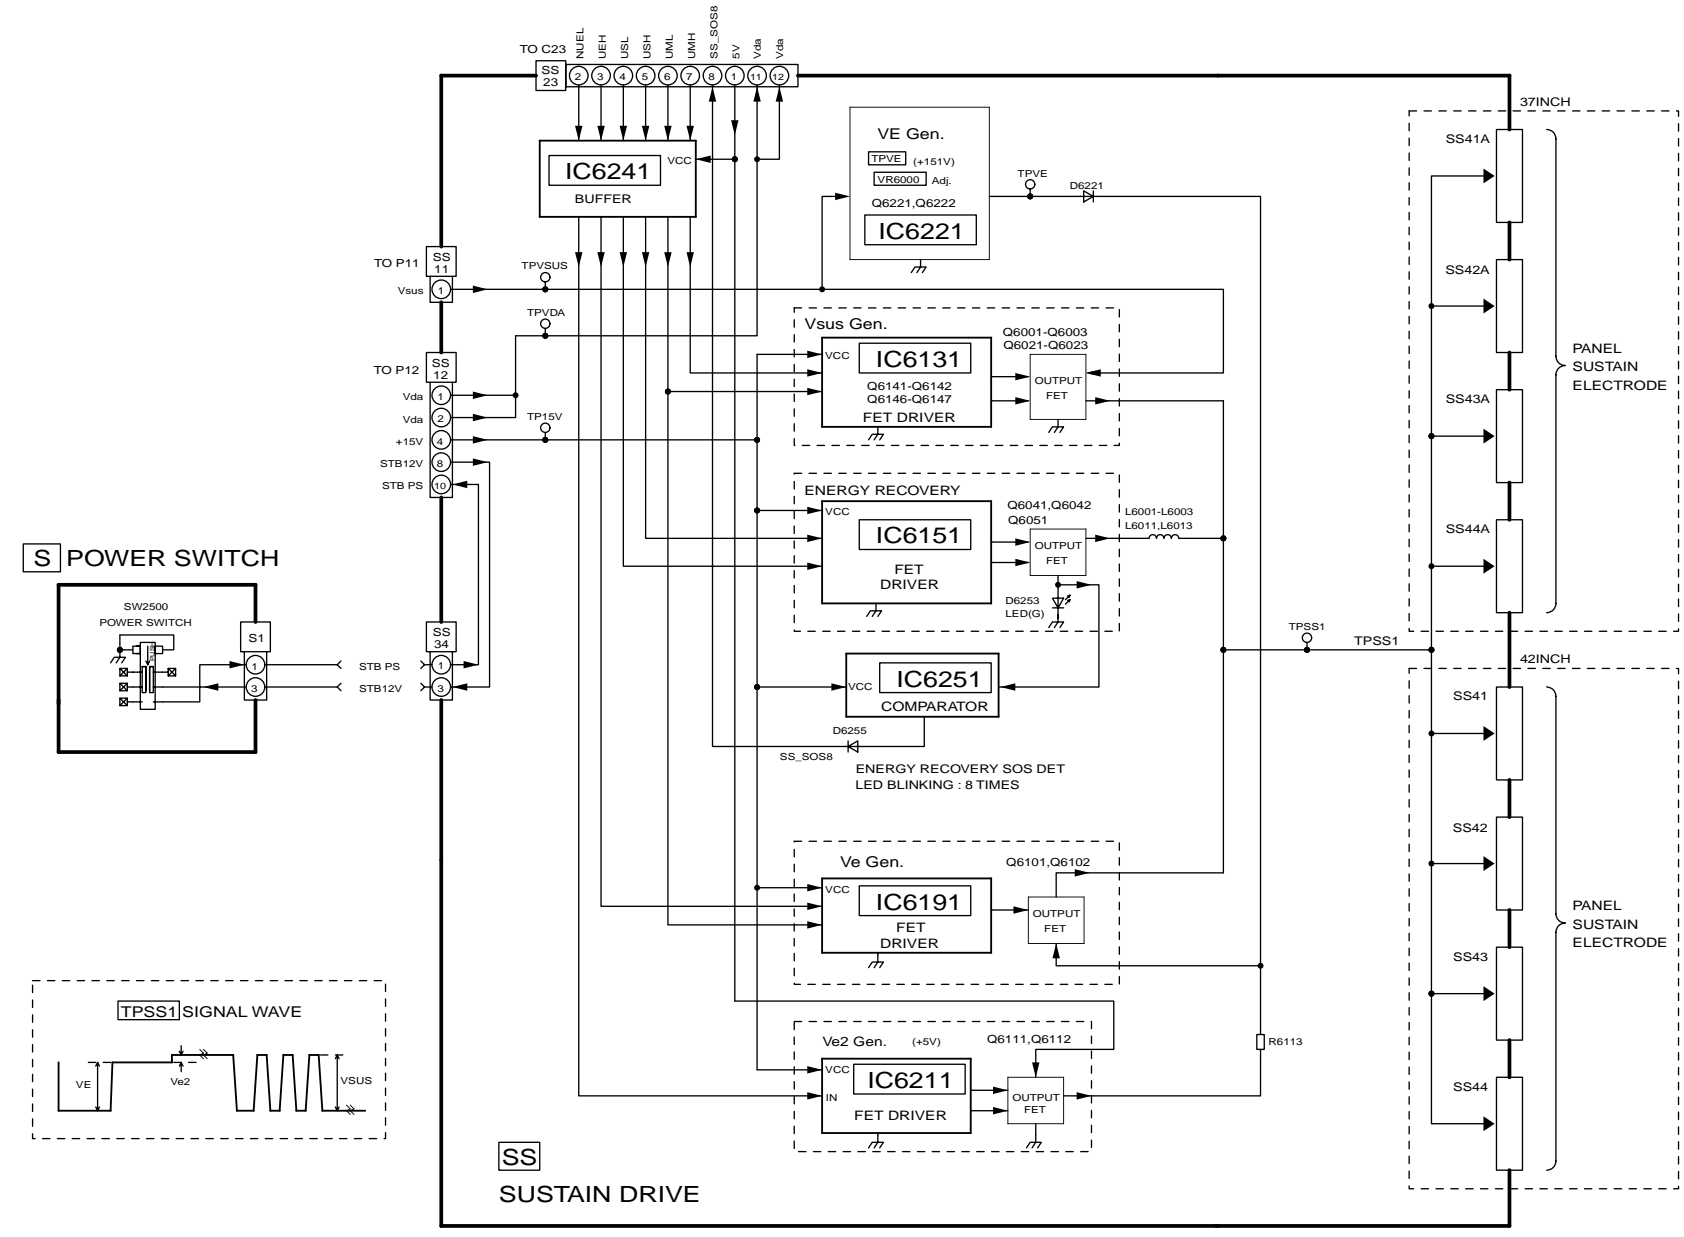 NUEL
UEH
USL
USH
UML
UMH
SS_SOS8
5V
Vda
Vda
TO C23
SS
23
2
3
4
5
6
7
8
1
11
12
IC6241
VCC
BUFFER
VE Gen.
TPVE (+151V)
VR6000 Adj.
Q6221,Q6222
IC6221
TPVE
D6221
TO P11
SS
11
Vsus
1
TPVSUS
TPVDA
TO P12
SS
12
Vda
1
Vda
2
+15V
4
STB12V
8
STB PS
10
TP15V
Vsus Gen.
VCC
IC6131
Q6141-Q6142
Q6146-Q6147
FET DRIVER
Q6001-Q6003
Q6021-Q6023
OUTPUT
FET
ENERGY RECOVERY
VCC
IC6151
FET
DRIVER
Q6041,Q6042
Q6051
OUTPUT
FET
D6253
LED(G)
L6001-L6003
L6011,L6013
VCC
IC6251
COMPARATOR
D6255
SS_SOS8
ENERGY RECOVERY SOS DET
LED BLINKING : 8 TIMES
Ve Gen.
VCC
IC6191
FET
DRIVER
Q6101,Q6102
OUTPUT
FET
Ve2 Gen. (+5V)
VCC
IN
IC6211
FET DRIVER
Q6111,Q6112
OUTPUT
FET
R6113
TPSS1
TPSS1
37INCH
SS41A
SS42A
SS43A
SS44A
PANEL
SUSTAIN
ELECTRODE
42INCH
SS41
SS42
SS43
SS44
PANEL
SUSTAIN
ELECTRODE
S POWER SWITCH
SW2500
POWER SWITCH
PUSH
S1
1
3
STB PS
STB12V
SS
34
1
3
TPSS1 SIGNAL WAVE
VE
Ve2
VSUS
SS
SUSTAIN DRIVE